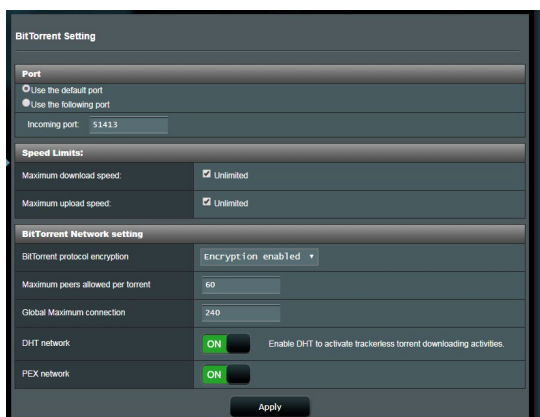 BitTorrent Setting
Port
Use the default port
Use the following port
Incoming port: 51413
Speed Limits:
Maximum download speed: Unlimited
Maximum upload speed: Unlimited
BitTorrent Network setting
BitTorrent protocol encryption Encryption enabled
Maximum peers allowed per torrent 60
Global Maximum connection 240
DHT network ON Enable DHT to activate trackerless torrent downloading activities.
PEX network ON
Apply